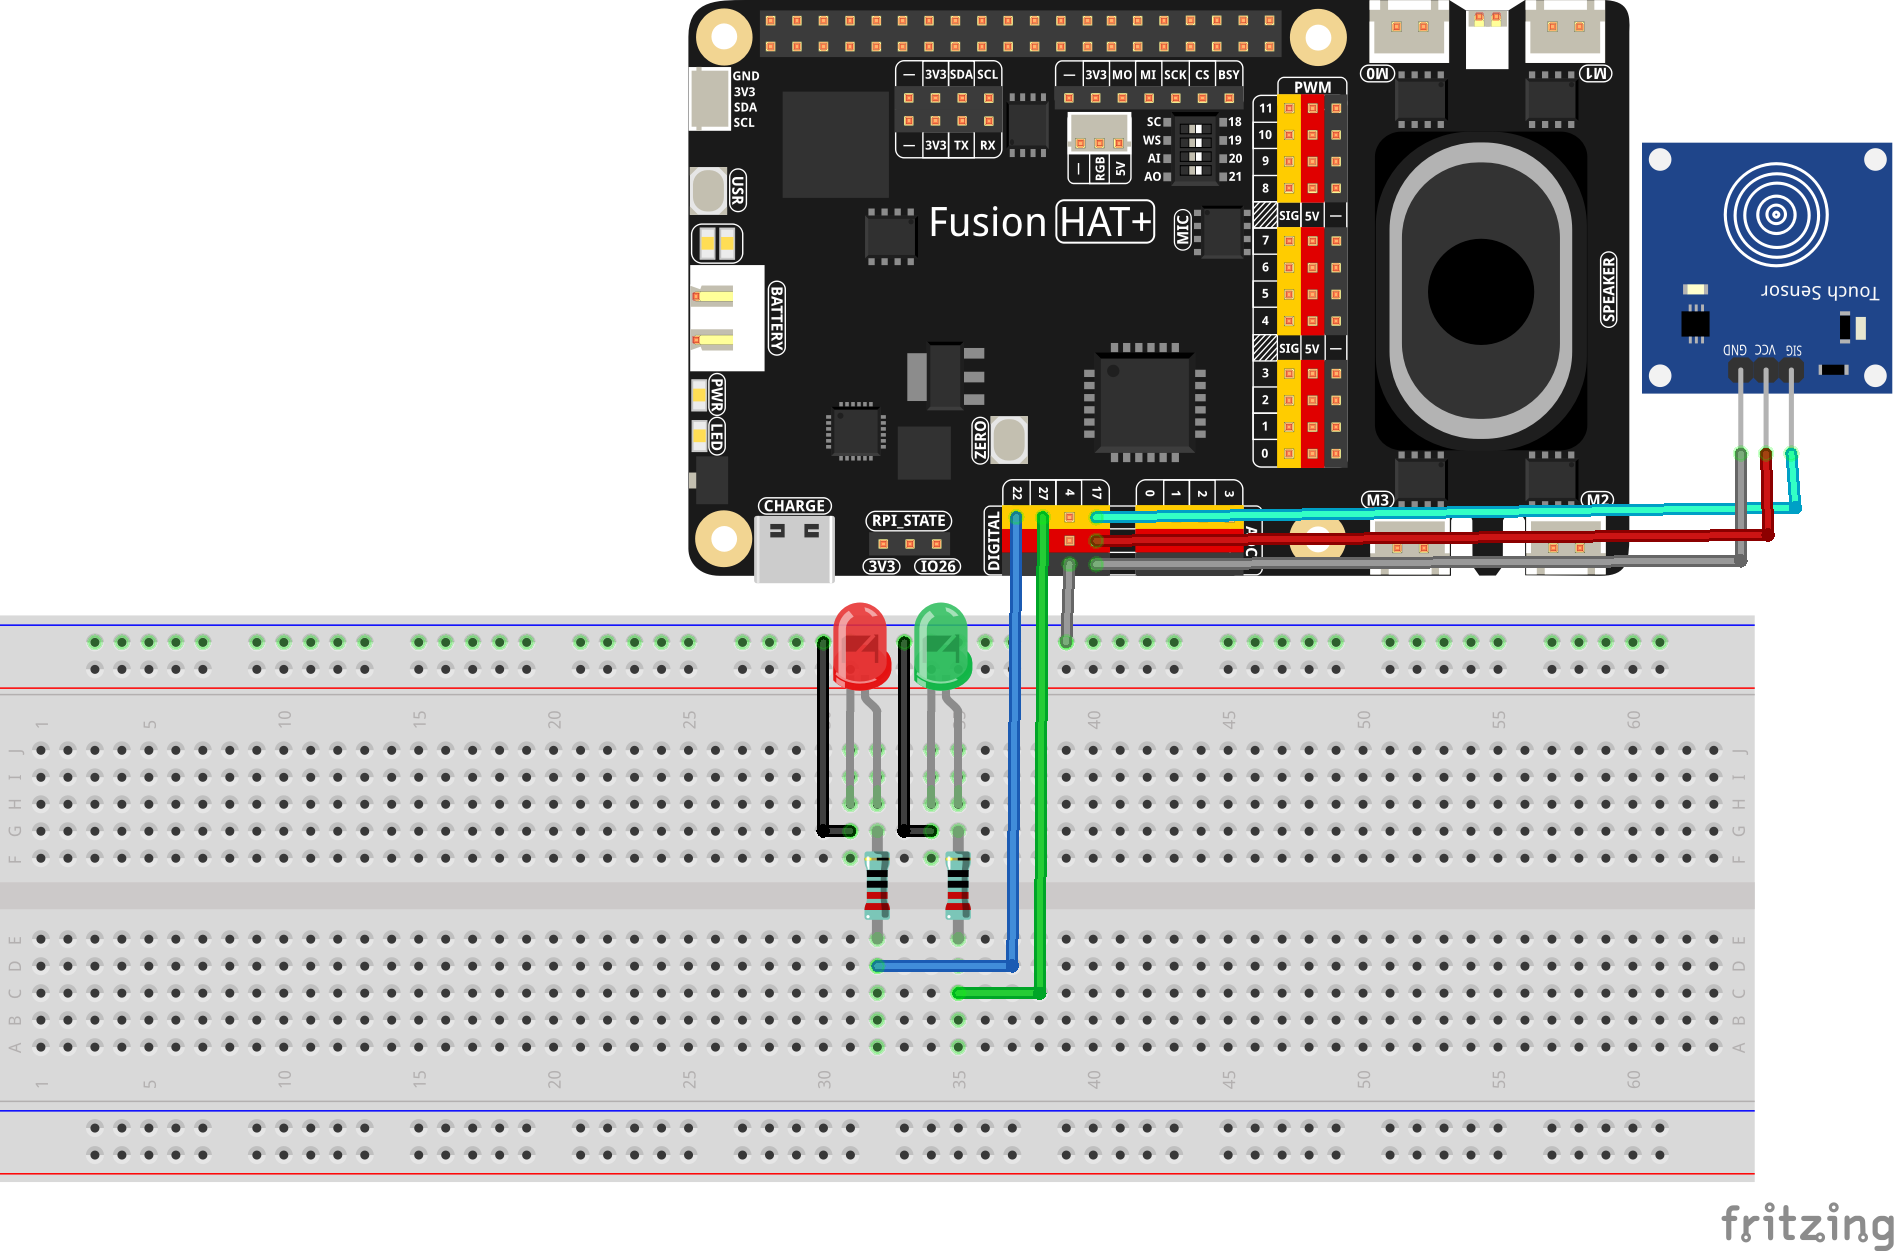 GND
3V3
SDA
SCL
— 3V3 SDA SCL
— 3V3 TX RX
— 3V3 MO MI SCK CS BSY
— RGB 5V
SC 18
WS 19
AI 20
AO 21
PWM
11
10
9
8
SIG 5V —
7
6
5
4
SIG 5V —
3
2
1
0
M0
M1
USR
Fusion HAT+
MIC
SPEAKER
BATTERY
PWR
LED
ZERO
CHARGE
RPI_STATE
3V3 IO26
DIGITAL
22 27 4 17
0 1 2 3
M3
M2
Touch Sensor
GND VCC SIG
1 5 10 15 20 25 35 40 45 50 55 60
J J
I I
H H
G G
F F
E E
D D
C C
B B
A A
1 5 10 15 20 25 30 35 40 45 50 55 60
fritzing